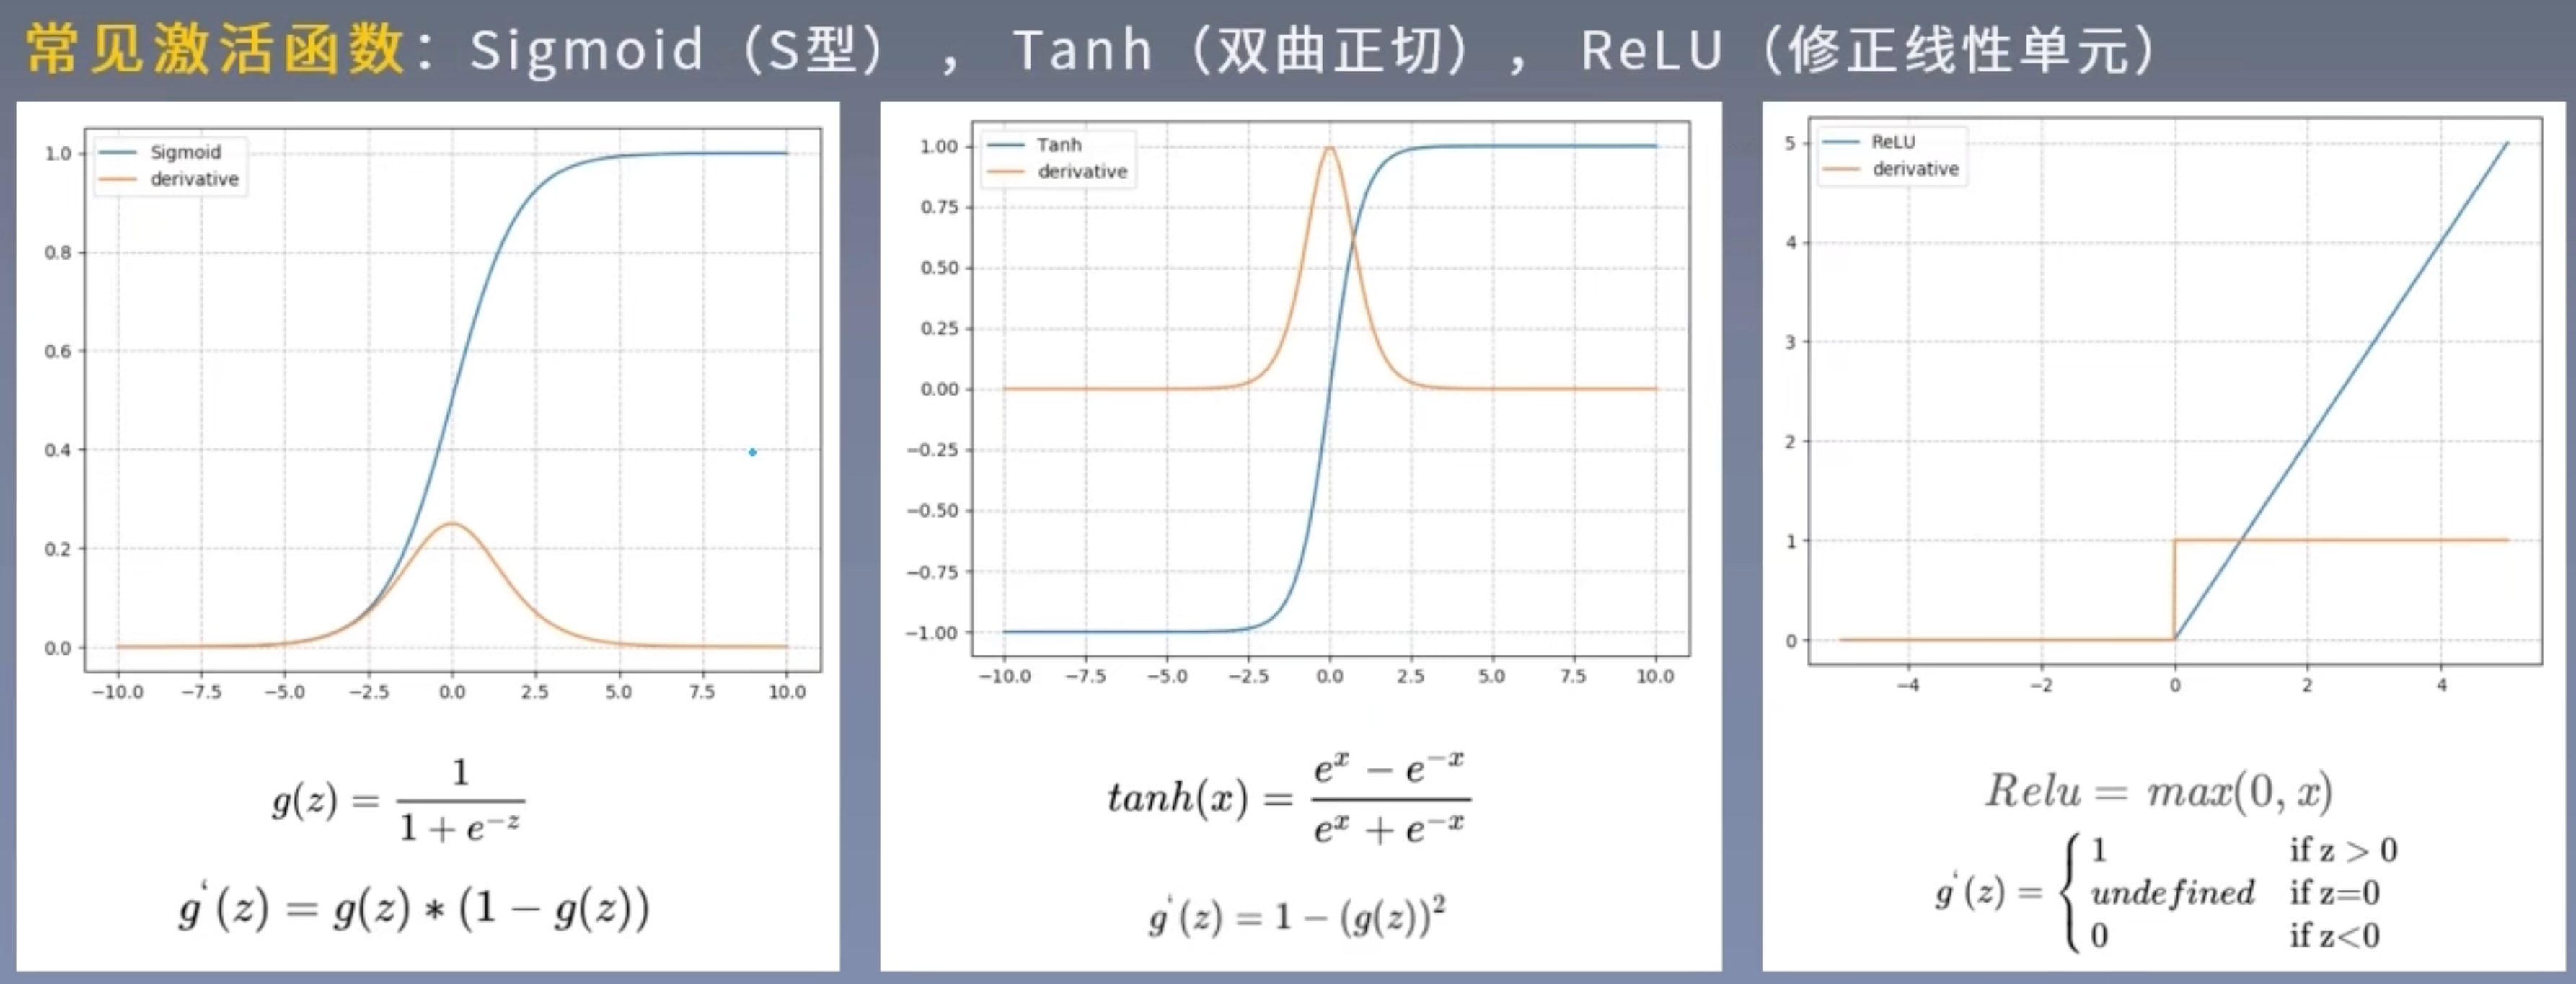 常见激活函数：Sigmoid（S型），Tanh（双曲正切），ReLU（修正线性单元）
Sigmoid
derivative
1.0
0.8
0.6
0.4
0.2
0.0
−10.0 −7.5 −5.0 −2.5 0.0 2.5 5.0 7.5 10.0
g(z) = 1 / (1 + e^{−z})
g‘(z) = g(z) ∗ (1 − g(z))
Tanh
derivative
1.00
0.75
0.50
0.25
0.00
−0.25
−0.50
−0.75
−1.00
−10.0 −7.5 −5.0 −2.5 0.0 2.5 5.0 7.5 10.0
tanh(x) = (e^x − e^{−x}) / (e^x + e^{−x})
g‘(z) = 1 − (g(z))^2
ReLU
derivative
5
4
3
2
1
0
−4 −2 0 2 4
Relu = max(0, x)
g‘(z) = {
1 if z > 0
undefined if z=0
0 if z<0